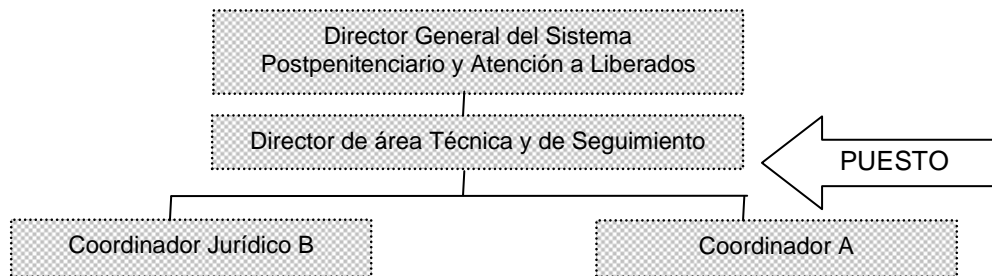 Director General del Sistema
Postpenitenciario y Atención a Liberados
Director de área Técnica y de Seguimiento
PUESTO
Coordinador Jurídico B
Coordinador A